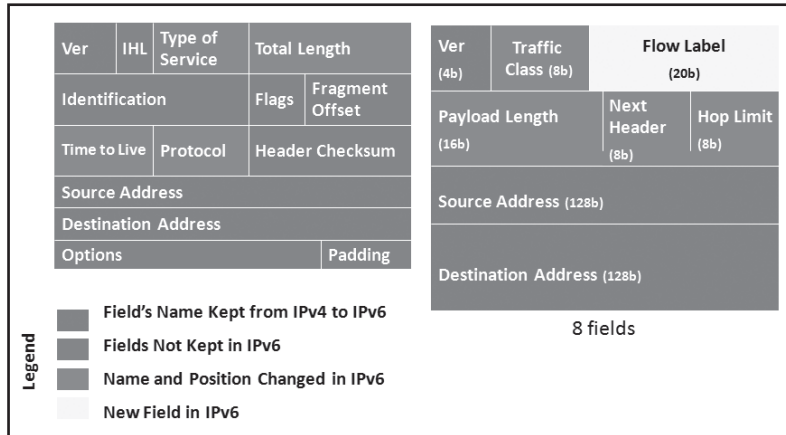 Ver IHL Type of Service Total Length
Identification Flags Fragment Offset
Time to Live Protocol Header Checksum
Source Address
Destination Address
Options Padding
Ver (4b) Traffic Class (8b) Flow Label (20b)
Payload Length (16b) Next Header (8b) Hop Limit (8b)
Source Address (128b)
Destination Address (128b)
8 fields
Legend
Field's Name Kept from IPv4 to IPv6
Fields Not Kept in IPv6
Name and Position Changed in IPv6
New Field in IPv6